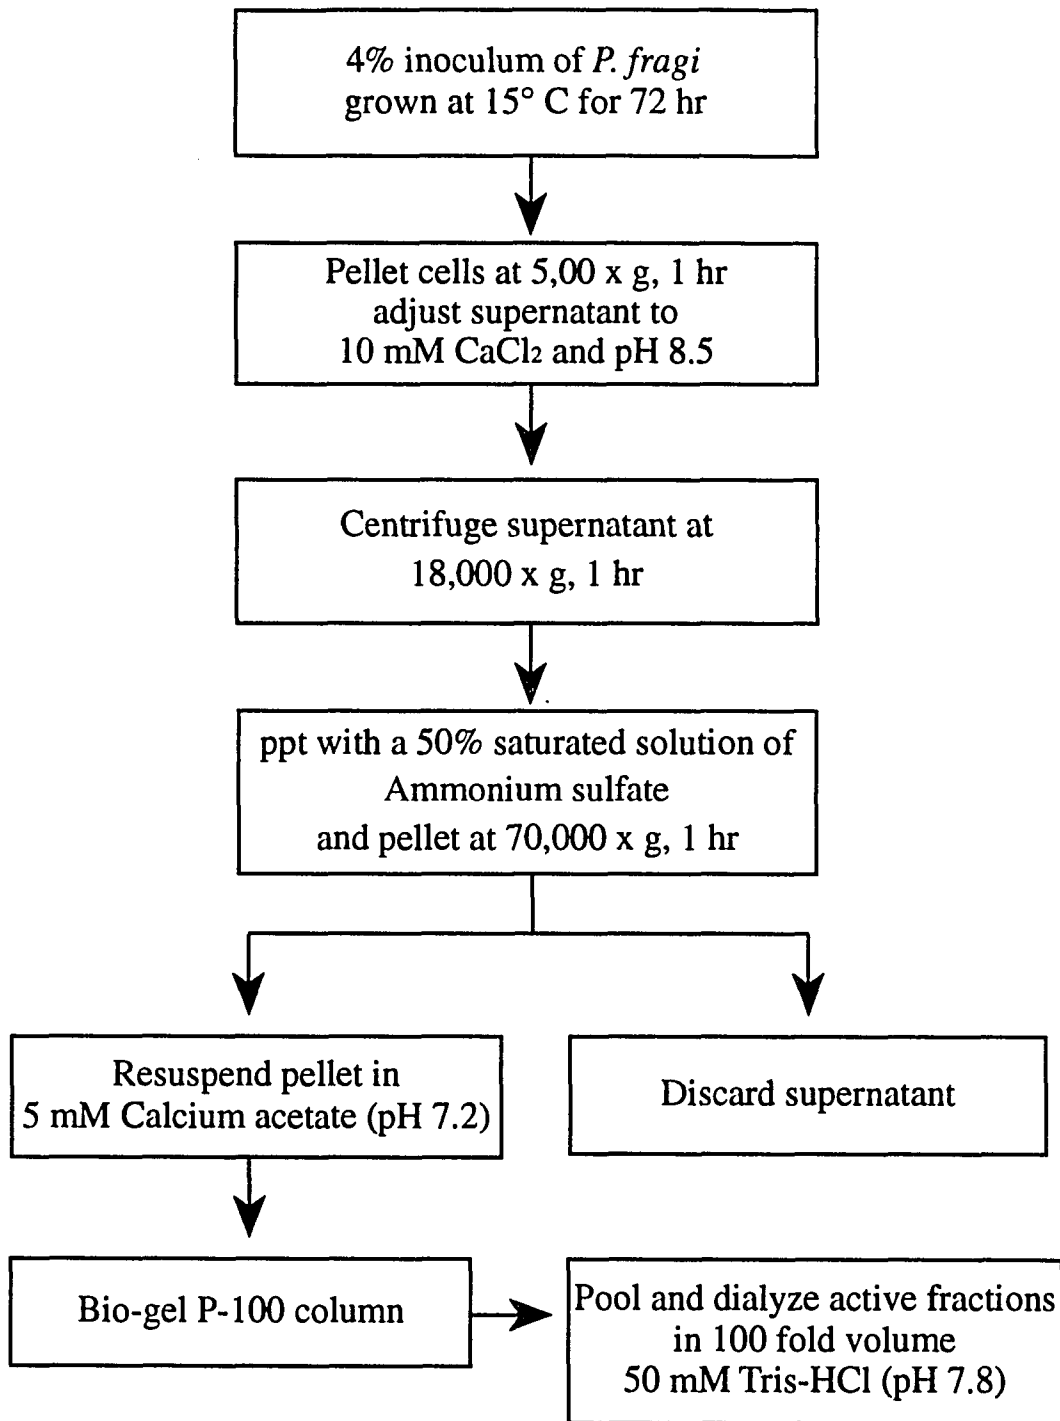 4% inoculum of P. fragi
grown at 15° C for 72 hr
Pellet cells at 5,00 x g, 1 hr
adjust supernatant to
10 mM CaCl2 and pH 8.5
Centrifuge supernatant at
18,000 x g, 1 hr
ppt with a 50% saturated solution of
Ammonium sulfate
and pellet at 70,000 x g, 1 hr
Resuspend pellet in
5 mM Calcium acetate (pH 7.2)
Discard supernatant
Bio-gel P-100 column
Pool and dialyze active fractions
in 100 fold volume
50 mM Tris-HCl (pH 7.8)